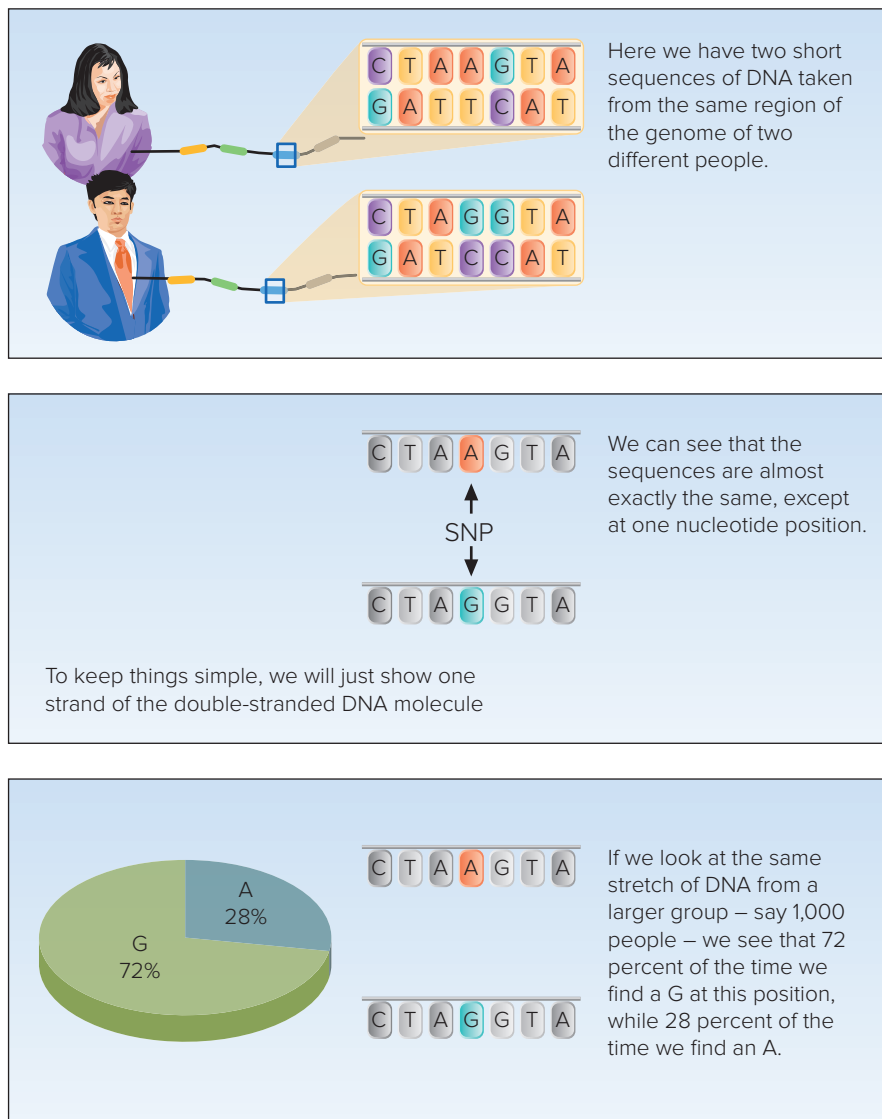 C T A A G T A
G A T T C A T
Here we have two short
sequences of DNA taken
from the same region of
the genome of two
different people.
C T A G G T A
G A T C C A T
C T A A G T A
SNP
C T A G G T A
We can see that the
sequences are almost
exactly the same, except
at one nucleotide position.
To keep things simple, we will just show one
strand of the double-stranded DNA molecule
A
28%
G
72%
C T A A G T A
C T A G G T A
If we look at the same
stretch of DNA from a
larger group – say 1,000
people – we see that 72
percent of the time we
find a G at this position,
while 28 percent of the
time we find an A.